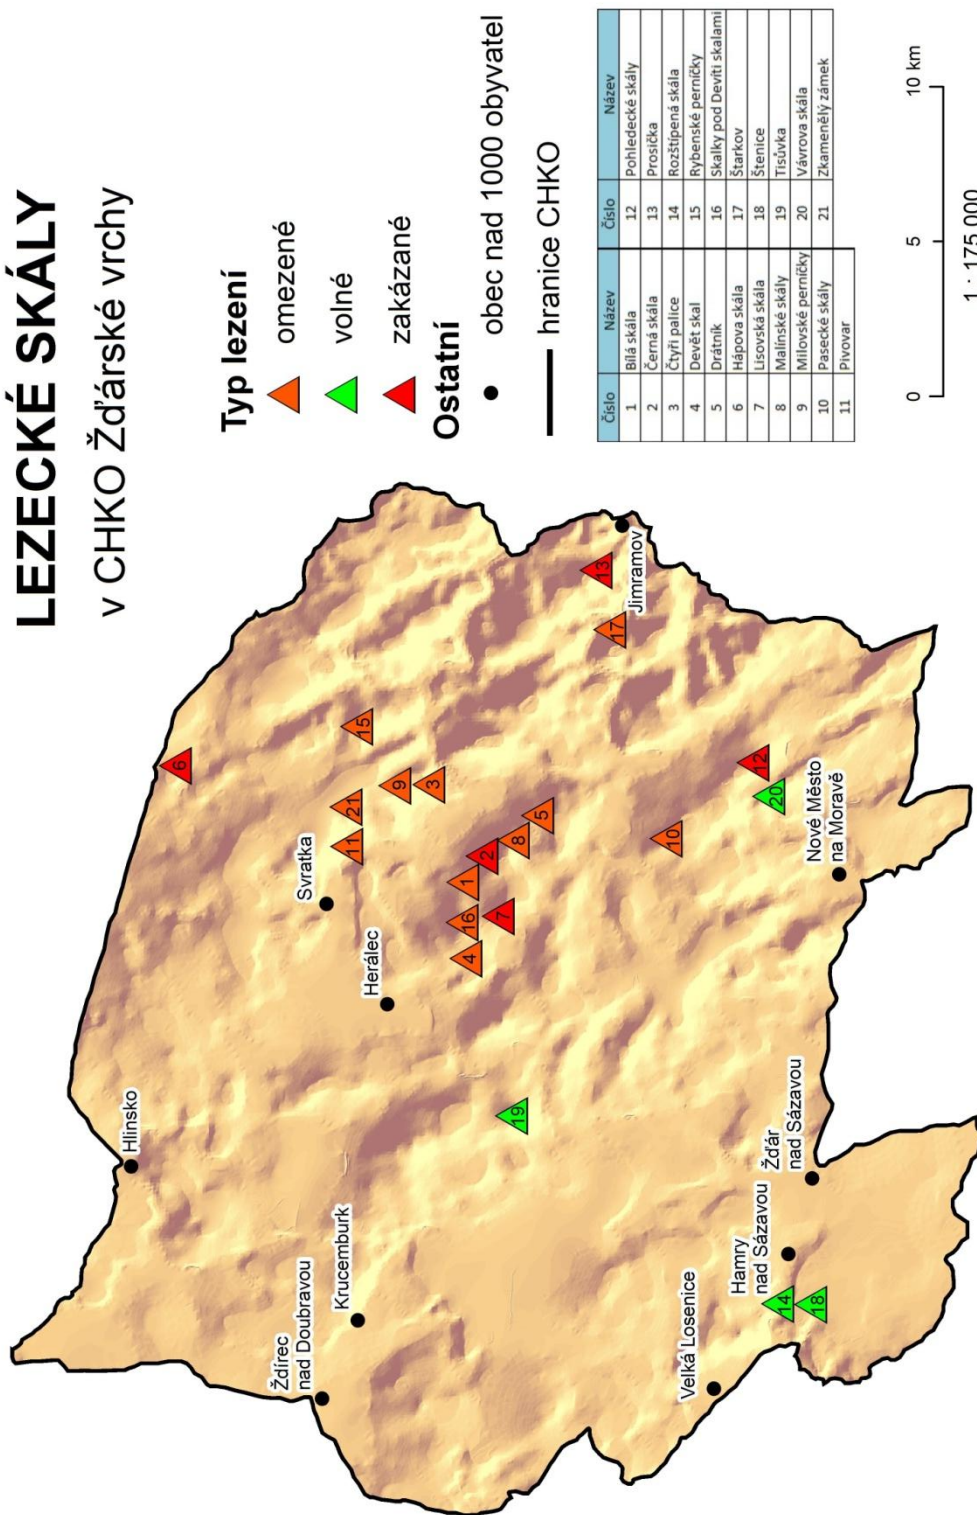 LEZECKÉ SKÁLY
v CHKO Žďárské vrchy
Typ lezení
omezené
volné
zakázané
Ostatní
obec nad 1000 obyvatel
hranice CHKO
Číslo Název Číslo Název
1 Bílá skála 12 Pohledecké skály
2 Černá skála 13 Prosička
3 Čtyři palice 14 Rozštípená skála
4 Devět skal 15 Rybenské perníčky
5 Drátník 16 Skalky pod Devíti skalami
6 Hápova skála 17 Štarkov
7 Lisovská skála 18 Štenice
8 Malínské skály 19 Tisůvka
9 Milovské perníčky 20 Vávrova skála
10 Pasecké skály 21 Zkamenělý zámek
11 Pivovar
0 5 10 km
1 : 175 000
Hlinsko
6
Ždírec
nad Doubravou
Krucemburk
Svratka
Herálec
11
21
15
9
3
4
16
1
2
7
8
5
19
13
17
Jimramov
10
12
20
Nové Město
na Moravě
Velká Losenice
Hamry
nad Sázavou
Žďár
nad Sázavou
14
18